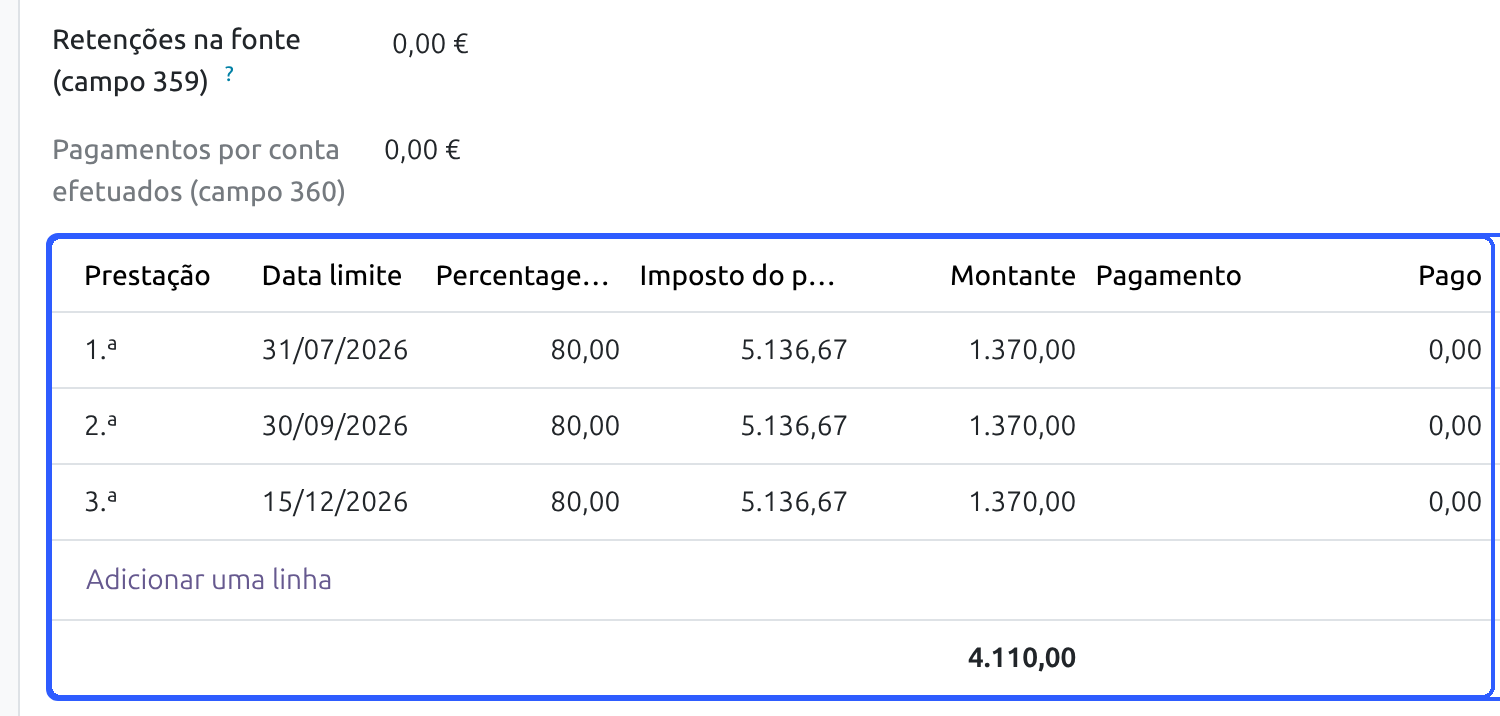 Retenções na fonte 0,00 €
(campo 359) ?
Pagamentos por conta 0,00 €
efetuados (campo 360)
Prestação Data limite Percentage... Imposto do p... Montante Pagamento Pago
1.ª 31/07/2026 80,00 5.136,67 1.370,00 0,00
2.ª 30/09/2026 80,00 5.136,67 1.370,00 0,00
3.ª 15/12/2026 80,00 5.136,67 1.370,00 0,00
Adicionar uma linha
4.110,00